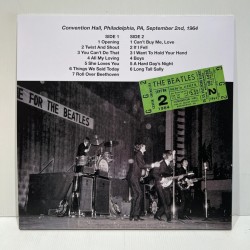 Convention Hall, Philadelphia, PA, September 2nd, 1964
SIDE 1
1 Opening
2 Twist And Shout
3 You Can't Do That
4 All My Loving
5 She Loves You
6 Things We Said Today
7 Roll Over Beethoven
SIDE 2
1 Can't Buy Me, Love
2 If I Fell
3 I Want To Hold Your Hand
4 Boys
5 A Hard Day's Night
6 Long Tall Sally
THE BEATLES
2
E FOR THE BEATLES